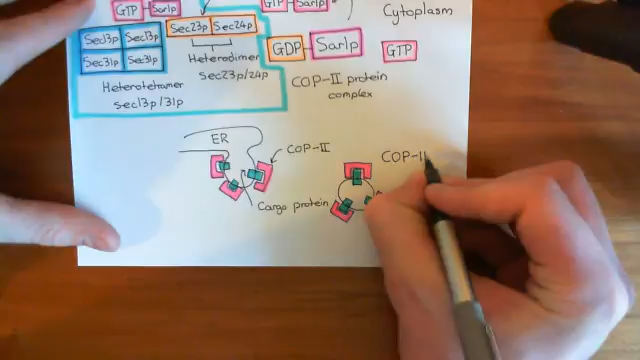 GTP Sar1p
GTP Sar1p
Cytoplasm
Sec13p Sec13p
Sec31p Sec31p
Sec23p Sec24p
GDP Sar1p
GTP
Heterodimer
sec23p/24p
Heterotetramer
sec13p/31p
COP-II protein
complex
ER
COP-II
Cargo protein
COP-II